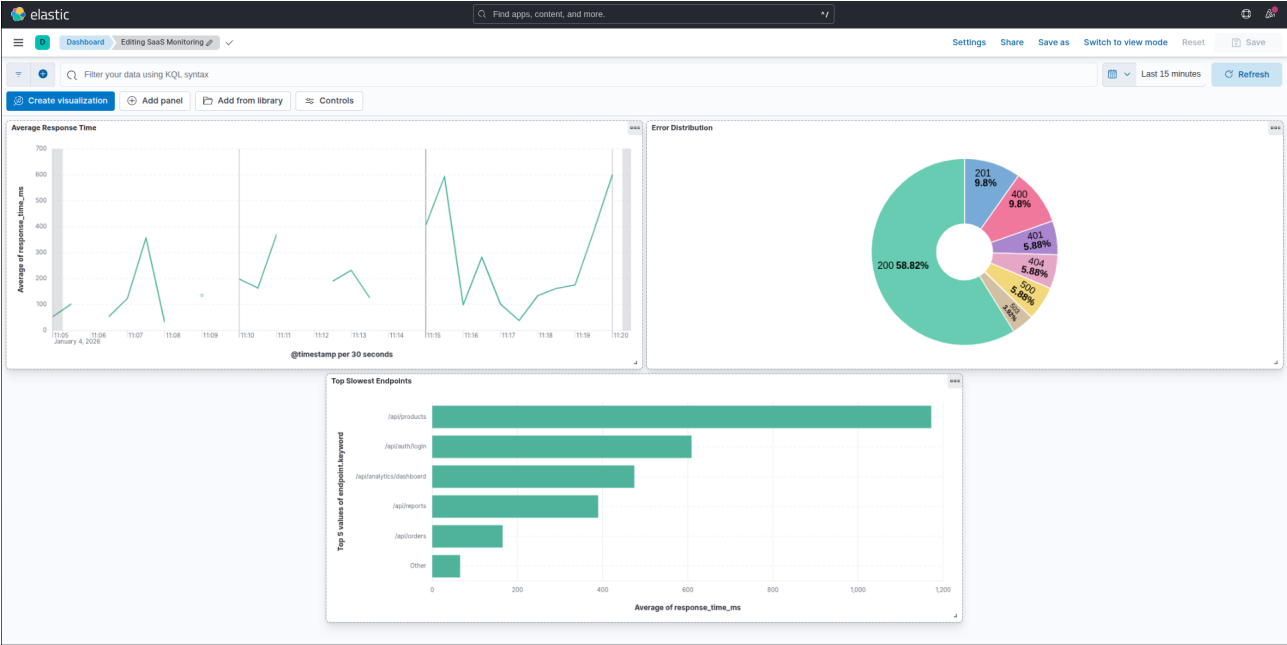 elastic
Find apps, content, and more.
^/
D
Dashboard
Editing SaaS Monitoring
Settings
Share
Save as
Switch to view mode
Reset
Save
Filter your data using KQL syntax
Last 15 minutes
Refresh
Create visualization
Add panel
Add from library
Controls
Average Response Time
700
600
500
400
300
200
100
0
Average of response_time_ms
11:05
11:06
11:07
11:08
11:09
11:10
11:11
11:12
11:13
11:14
11:15
11:16
11:17
11:18
11:19
11:20
January 4, 2026
@timestamp per 30 seconds
Error Distribution
201
9.8%
400
9.8%
401
5.88%
404
5.88%
500
5.88%
503
3.92%
200 58.82%
Top Slowest Endpoints
Top 5 values of endpoint.keyword
/api/products
/api/auth/login
/api/analytics/dashboard
/api/reports
/api/orders
Other
0
200
400
600
800
1,000
1,200
Average of response_time_ms